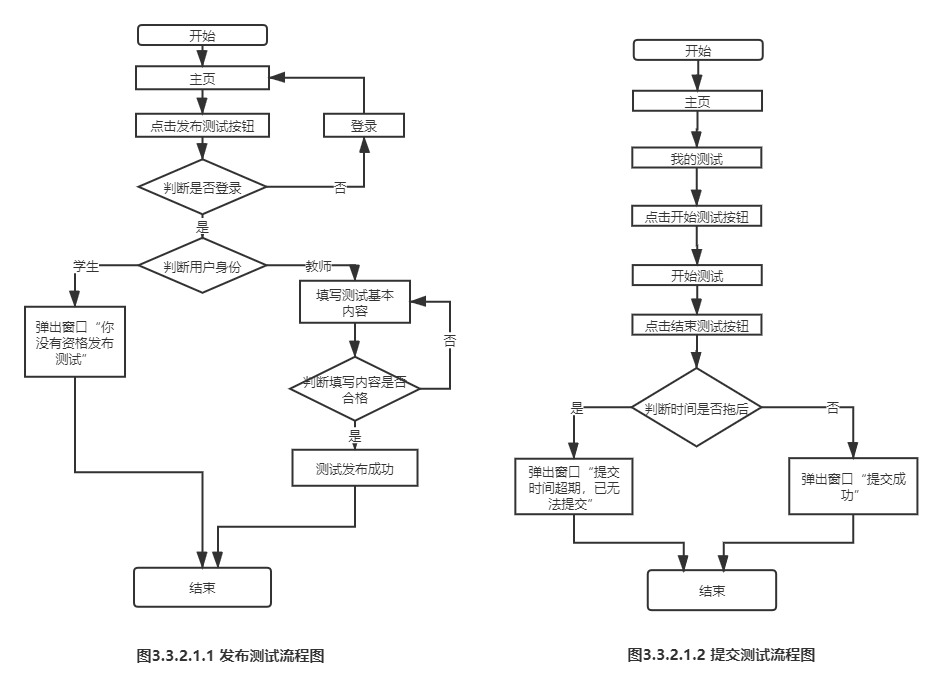 开始
主页
点击发布测试按钮
登录
判断是否登录
否
是
学生
判断用户身份
教师
填写测试基本
内容
弹出窗口“你
没有资格发布
测试”
否
判断填写内容是否
合格
是
测试发布成功
结束
图3.3.2.1.1 发布测试流程图
开始
主页
我的测试
点击开始测试按钮
开始测试
点击结束测试按钮
判断时间是否拖后
是
否
弹出窗口“提交
时间超期，已无
法提交”
弹出窗口“提交成
功”
结束
图3.3.2.1.2 提交测试流程图